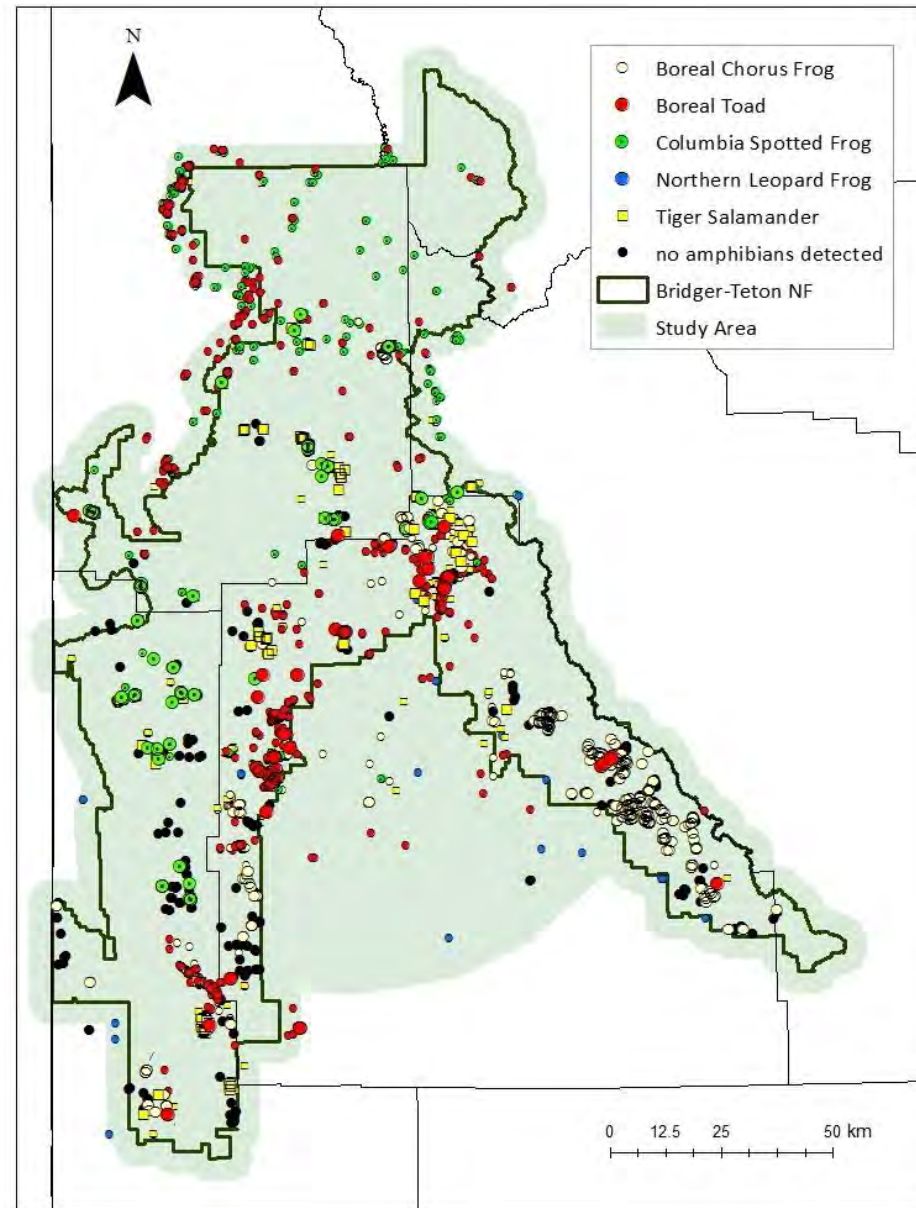 N
Boreal Chorus Frog
Boreal Toad
Columbia Spotted Frog
Northern Leopard Frog
Tiger Salamander
no amphibians detected
Bridger-Teton NF
Study Area
0 12.5 25 50 km